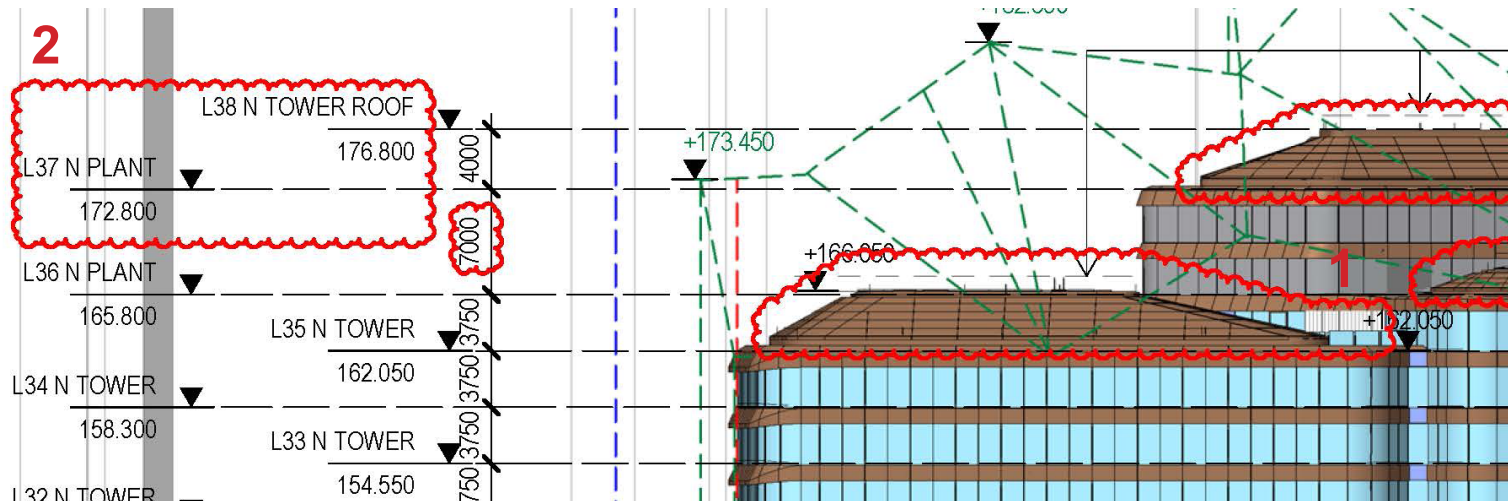 2
L38 N TOWER ROOF
176.800
4000
L37 N PLANT
172.800
7000
L36 N PLANT
165.800
3750
L35 N TOWER
162.050
3750
L34 N TOWER
158.300
3750
L33 N TOWER
154.550
L32 N TOWER
+173.450
+166.050
1
+162.050